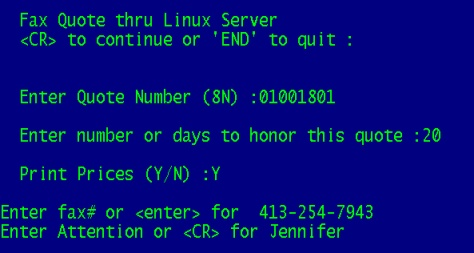 Fax Quote thru Linux Server
<CR> to continue or 'END' to quit :
Enter Quote Number (8N) :01001801
Enter number or days to honor this quote :20
Print Prices (Y/N) :Y
Enter fax# or <enter> for 413-254-7943
Enter Attention or <CR> for Jennifer